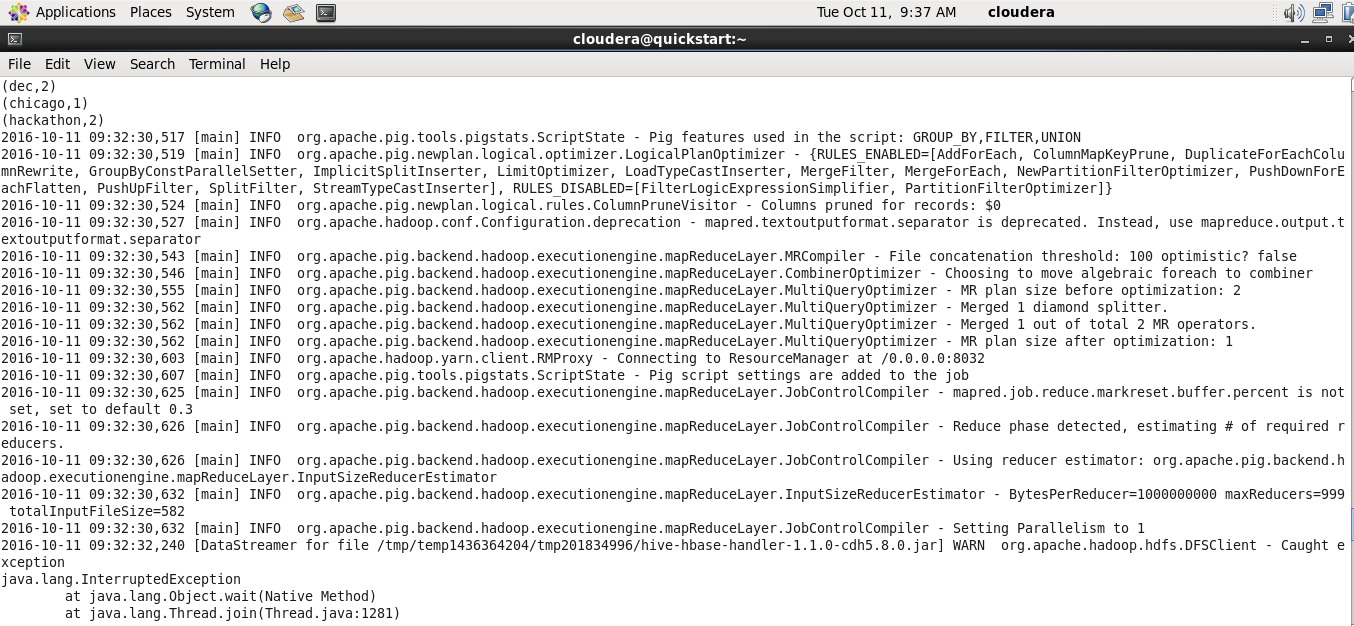 Applications Places System Tue Oct 11, 9:37 AM cloudera
cloudera@quickstart:~
File Edit View Search Terminal Help
(dec,2)
(chicago,1)
(hackathon,2)
2016-10-11 09:32:30,517 [main] INFO  org.apache.pig.tools.pigstats.ScriptState - Pig features used in the script: GROUP_BY,FILTER,UNION
2016-10-11 09:32:30,519 [main] INFO  org.apache.pig.newplan.logical.optimizer.LogicalPlanOptimizer - {RULES_ENABLED=[AddForEach, ColumnMapKeyPrune, DuplicateForEachColu
mnRewrite, GroupByConstParallelSetter, ImplicitSplitInserter, LimitOptimizer, LoadTypeCastInserter, MergeFilter, MergeForEach, NewPartitionFilterOptimizer, PushDownForE
achFlatten, PushUpFilter, SplitFilter, StreamTypeCastInserter], RULES_DISABLED=[FilterLogicExpressionSimplifier, PartitionFilterOptimizer]}
2016-10-11 09:32:30,524 [main] INFO  org.apache.pig.newplan.logical.rules.ColumnPruneVisitor - Columns pruned for records: $0
2016-10-11 09:32:30,527 [main] INFO  org.apache.hadoop.conf.Configuration.deprecation - mapred.textoutputformat.separator is deprecated. Instead, use mapreduce.output.t
extoutputformat.separator
2016-10-11 09:32:30,543 [main] INFO  org.apache.pig.backend.hadoop.executionengine.mapReduceLayer.MRCompiler - File concatenation threshold: 100 optimistic? false
2016-10-11 09:32:30,546 [main] INFO  org.apache.pig.backend.hadoop.executionengine.mapReduceLayer.CombinerOptimizer - Choosing to move algebraic foreach to combiner
2016-10-11 09:32:30,555 [main] INFO  org.apache.pig.backend.hadoop.executionengine.mapReduceLayer.MultiQueryOptimizer - MR plan size before optimization: 2
2016-10-11 09:32:30,562 [main] INFO  org.apache.pig.backend.hadoop.executionengine.mapReduceLayer.MultiQueryOptimizer - Merged 1 diamond splitter.
2016-10-11 09:32:30,562 [main] INFO  org.apache.pig.backend.hadoop.executionengine.mapReduceLayer.MultiQueryOptimizer - Merged 1 out of total 2 MR operators.
2016-10-11 09:32:30,562 [main] INFO  org.apache.pig.backend.hadoop.executionengine.mapReduceLayer.MultiQueryOptimizer - MR plan size after optimization: 1
2016-10-11 09:32:30,603 [main] INFO  org.apache.hadoop.yarn.client.RMProxy - Connecting to ResourceManager at /0.0.0.0:8032
2016-10-11 09:32:30,607 [main] INFO  org.apache.pig.tools.pigstats.ScriptState - Pig script settings are added to the job
2016-10-11 09:32:30,625 [main] INFO  org.apache.pig.backend.hadoop.executionengine.mapReduceLayer.JobControlCompiler - mapred.job.reduce.markreset.buffer.percent is not
 set, set to default 0.3
2016-10-11 09:32:30,626 [main] INFO  org.apache.pig.backend.hadoop.executionengine.mapReduceLayer.JobControlCompiler - Reduce phase detected, estimating # of required r
educers.
2016-10-11 09:32:30,626 [main] INFO  org.apache.pig.backend.hadoop.executionengine.mapReduceLayer.JobControlCompiler - Using reducer estimator: org.apache.pig.backend.h
adoop.executionengine.mapReduceLayer.InputSizeReducerEstimator
2016-10-11 09:32:30,632 [main] INFO  org.apache.pig.backend.hadoop.executionengine.mapReduceLayer.InputSizeReducerEstimator - BytesPerReducer=1000000000 maxReducers=999
 totalInputFileSize=582
2016-10-11 09:32:30,632 [main] INFO  org.apache.pig.backend.hadoop.executionengine.mapReduceLayer.JobControlCompiler - Setting Parallelism to 1
2016-10-11 09:32:32,240 [DataStreamer for file /tmp/temp1436364204/tmp201834996/hive-hbase-handler-1.1.0-cdh5.8.0.jar] WARN  org.apache.hadoop.hdfs.DFSClient - Caught e
xception
java.lang.InterruptedException
        at java.lang.Object.wait(Native Method)
        at java.lang.Thread.join(Thread.java:1281)